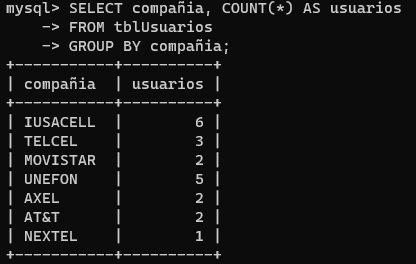 mysql> SELECT compañia, COUNT(*) AS usuarios
    -> FROM tblUsuarios
    -> GROUP BY compañia;
+-----------+----------+
| compañia  | usuarios |
+-----------+----------+
| IUSACELL  |        6 |
| TELCEL    |        3 |
| MOVISTAR  |        2 |
| UNEFON    |        5 |
| AXEL      |        2 |
| AT&T      |        2 |
| NEXTEL    |        1 |
+-----------+----------+